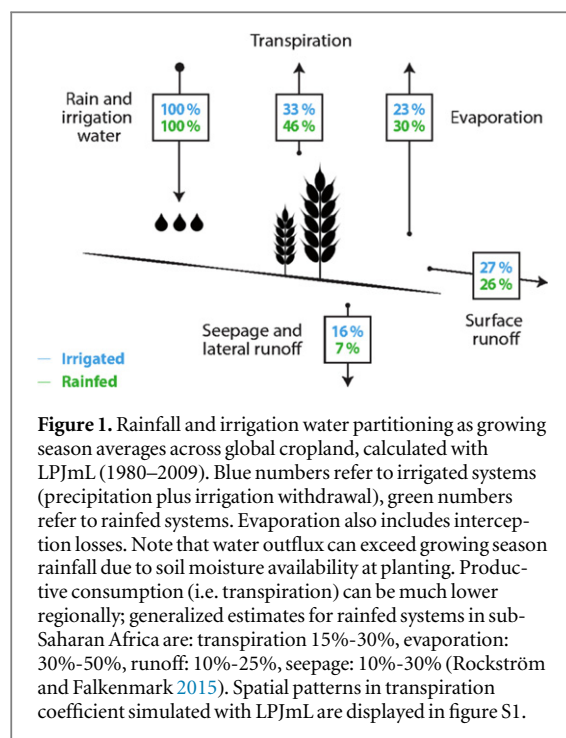 Transpiration
Rain and
irrigation
water
100 %
100 %
33 %
46 %
23 %
30 %
Evaporation
27 %
26 %
Surface
runoff
Seepage and
lateral runoff
16 %
7 %
Irrigated
Rainfed
Figure 1. Rainfall and irrigation water partitioning as growing
season averages across global cropland, calculated with
LPJmL (1980–2009). Blue numbers refer to irrigated systems
(precipitation plus irrigation withdrawal), green numbers
refer to rainfed systems. Evaporation also includes intercep-
tion losses. Note that water outflux can exceed growing season
rainfall due to soil moisture availability at planting. Produc-
tive consumption (i.e. transpiration) can be much lower
regionally; generalized estimates for rainfed systems in sub-
Saharan Africa are: transpiration 15%-30%, evaporation:
30%-50%, runoff: 10%-25%, seepage: 10%-30% (Rockström
and Falkenmark 2015). Spatial patterns in transpiration
coefficient simulated with LPJmL are displayed in figure S1.